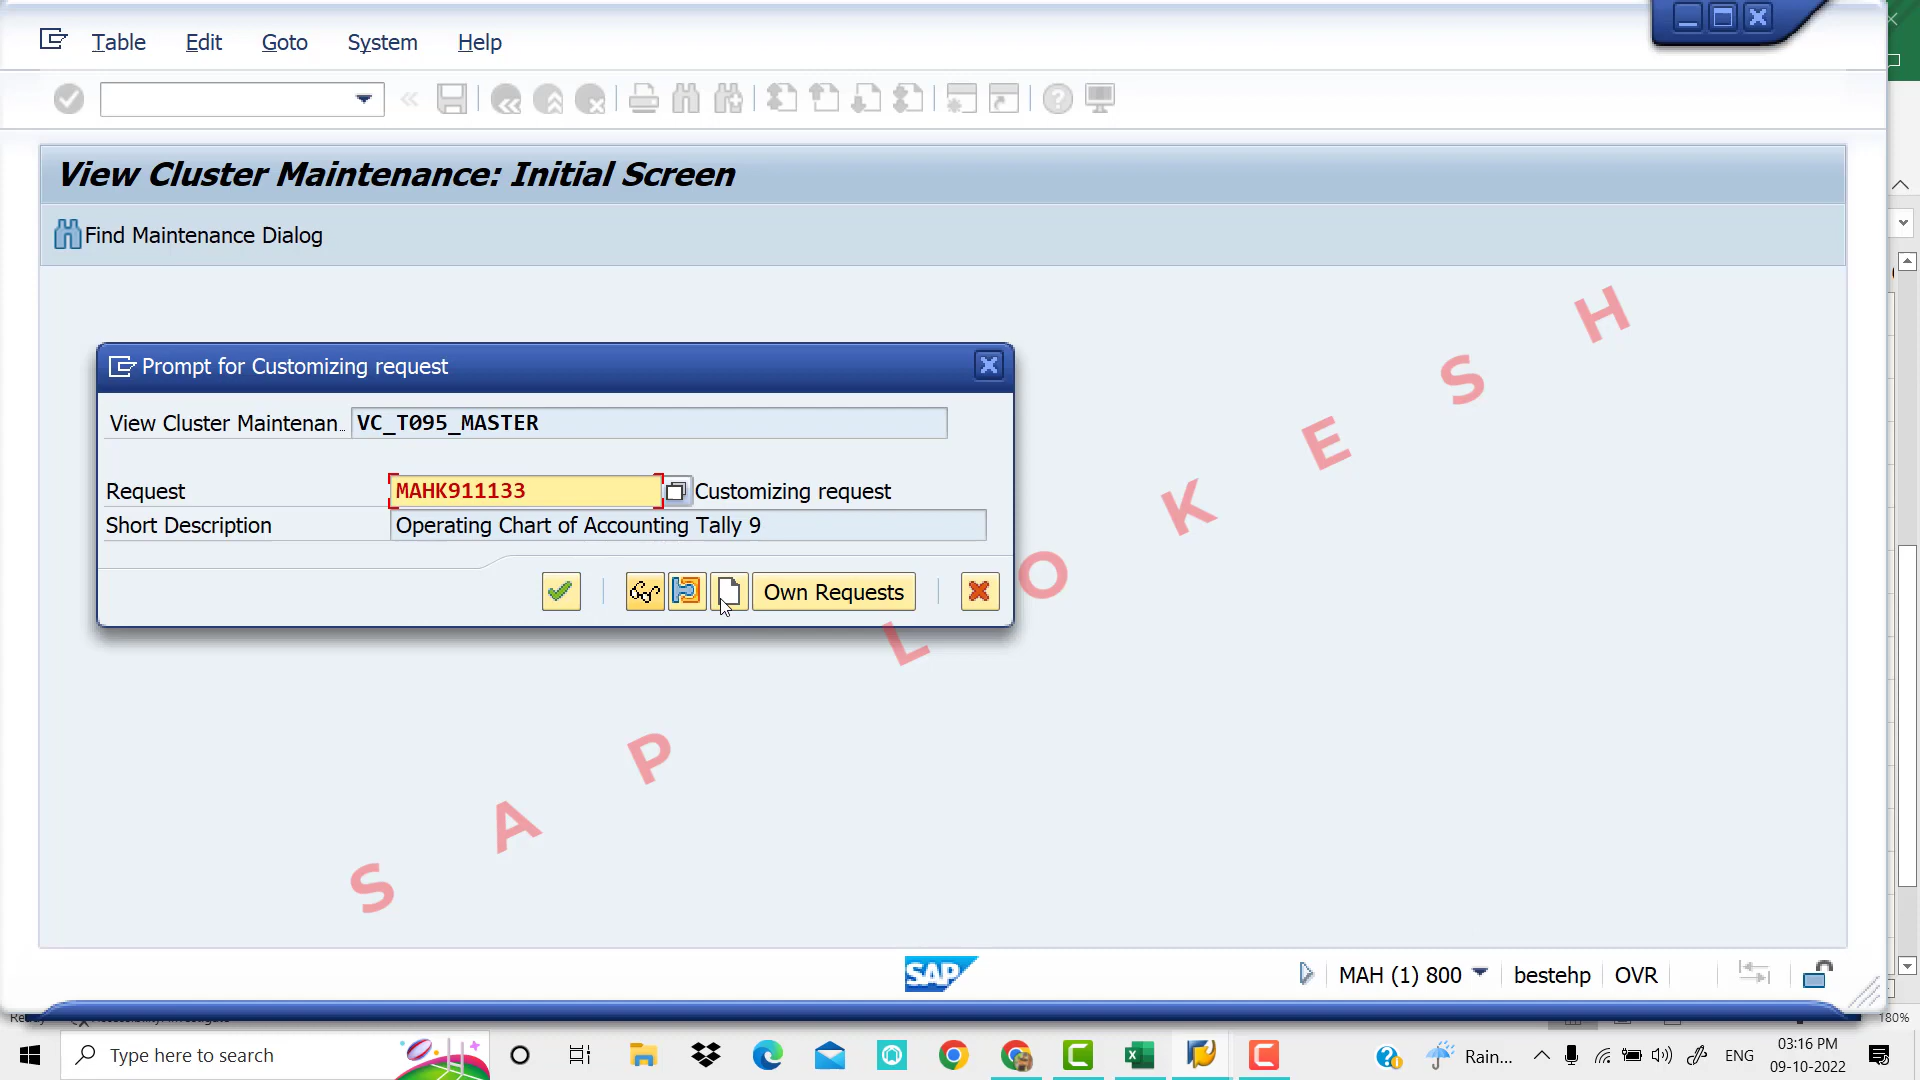 Table Edit Goto System Help
View Cluster Maintenance: Initial Screen
Find Maintenance Dialog
Prompt for Customizing request
View Cluster Maintenan..
VC_T095_MASTER
Request
MAHK911133
Customizing request
Short Description
Operating Chart of Accounting Tally 9
Own Requests
SAP LOKESH
SAP
MAH (1) 800
bestehp
OVR
180%
Type here to search
Rain...
ENG
03:16 PM
09-10-2022